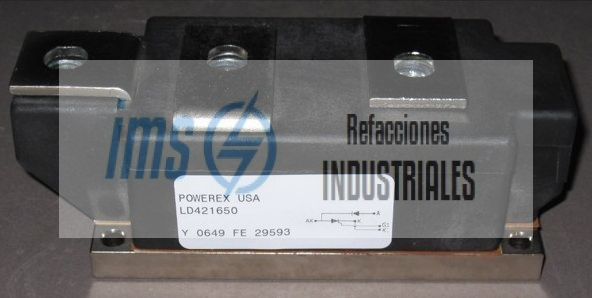 ims
Refacciones
INDUSTRIALES
POWEREX USA
LD421650
Y 0649 FE 29593